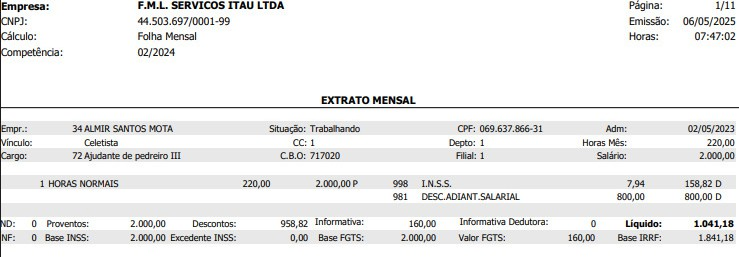 Empresa: F.M.L. SERVICOS ITAU LTDA Página: 1/11
CNPJ: 44.503.697/0001-99 Emissão: 06/05/2025
Cálculo: Folha Mensal Horas: 07:47:02
Competência: 02/2024
EXTRATO MENSAL
Empr.: 34 ALMIR SANTOS MOTA Situação: Trabalhando CPF: 069.637.866-31 Adm: 02/05/2023
Vínculo: Celetista CC: 1 Depto: 1 Horas Mês: 220,00
Cargo: 72 Ajudante de pedreiro III C.B.O: 717020 Filial: 1 Salário: 2.000,00
1 HORAS NORMAIS 220,00 2.000,00 P 998 I.N.S.S. 7,94 158,82 D
981 DESC.ADIANT.SALARIAL 800,00 800,00 D
ND: 0 Proventos: 2.000,00 Descontos: 958,82 Informativa: 160,00 Informativa Dedutora: 0 Líquido: 1.041,18
NF: 0 Base INSS: 2.000,00 Excedente INSS: 0,00 Base FGTS: 2.000,00 Valor FGTS: 160,00 Base IRRF: 1.841,18